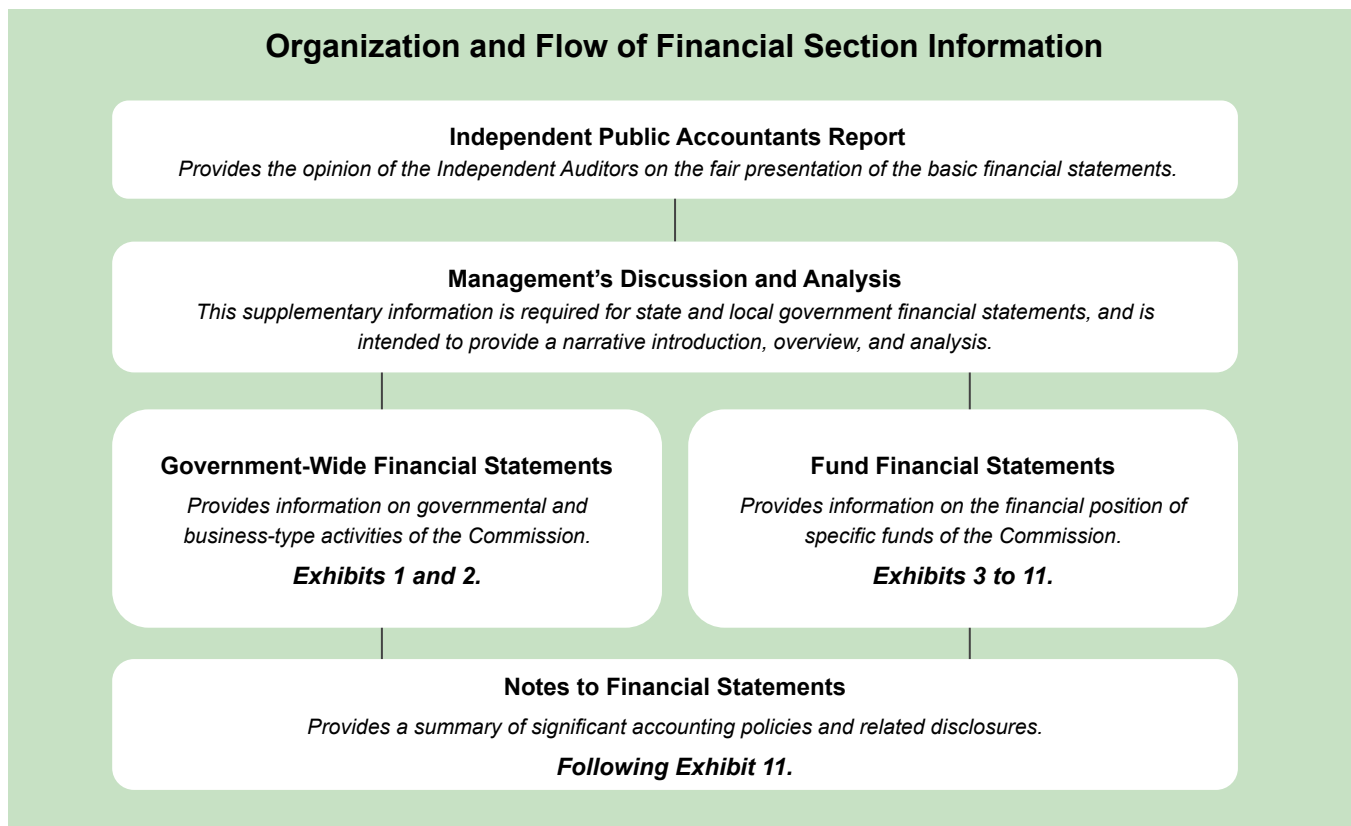 Organization and Flow of Financial Section Information
Independent Public Accountants Report
Provides the opinion of the Independent Auditors on the fair presentation of the basic financial statements.
Management’s Discussion and Analysis
This supplementary information is required for state and local government financial statements, and is
intended to provide a narrative introduction, overview, and analysis.
Government-Wide Financial Statements
Provides information on governmental and
business-type activities of the Commission.
Exhibits 1 and 2.
Fund Financial Statements
Provides information on the financial position of
specific funds of the Commission.
Exhibits 3 to 11.
Notes to Financial Statements
Provides a summary of significant accounting policies and related disclosures.
Following Exhibit 11.